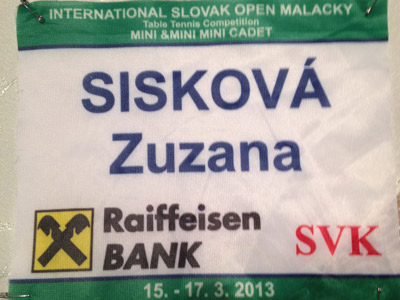 INTERNATIONAL SLOVAK OPEN MALACKY
Table Tennis Competition
MINI &MINI MINI CADET
SISKOVÁ
Zuzana
Raiffeisen
BANK
SVK
15. - 17. 3. 2013